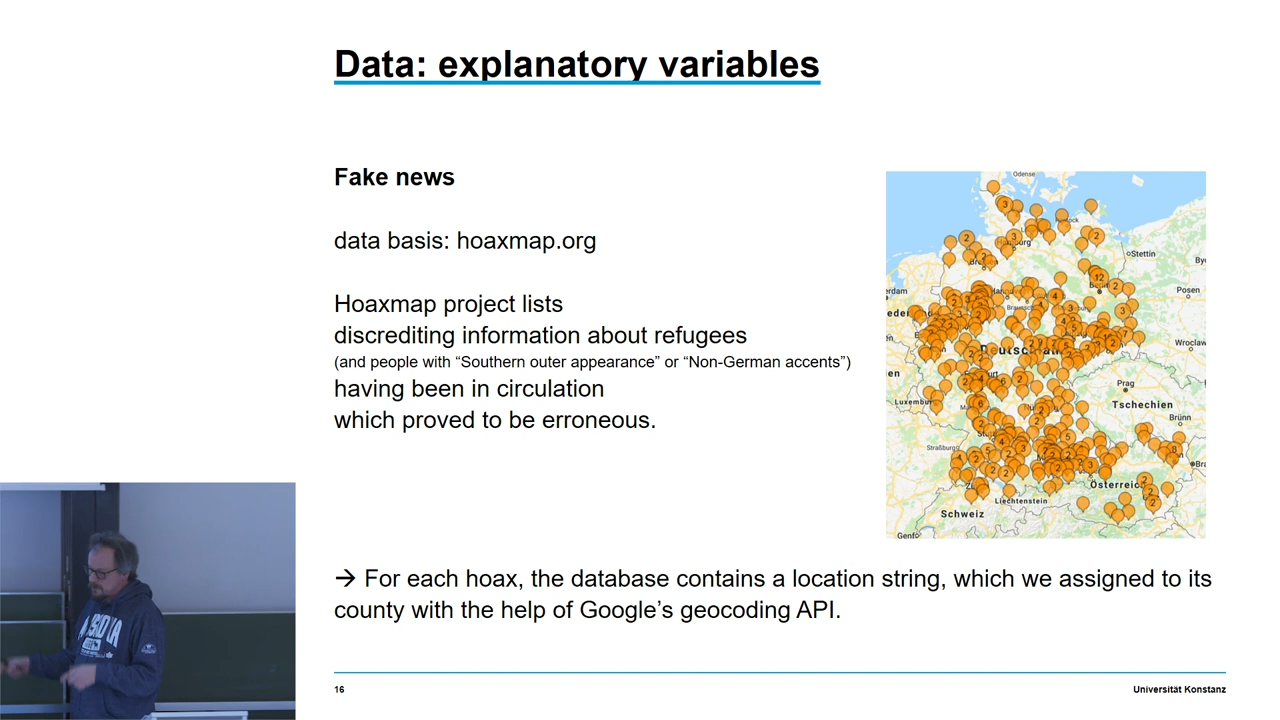 Data: explanatory variables
Fake news
data basis: hoaxmap.org
Hoaxmap project lists
discrediting information about refugees
(and people with “Southern outer appearance” or “Non-German accents”)
having been in circulation
which proved to be erroneous.
Odense
Stettin
Posen
Wroclaw
Prag
Tschechien
Brünn
Luxemburg
Straßburg
Österreich
Liechtenstein
Schweiz
Genf
→ For each hoax, the database contains a location string, which we assigned to its
county with the help of Google’s geocoding API.
16
Universität Konstanz